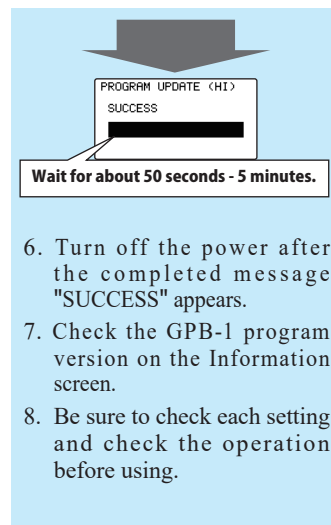 PROGRAM UPDATE (HI)
SUCCESS
Wait for about 50 seconds - 5 minutes.
6. Turn off the power after
the completed message
"SUCCESS" appears.
7. Check the GPB-1 program
version on the Information
screen.
8. Be sure to check each setting
and check the operation
before using.